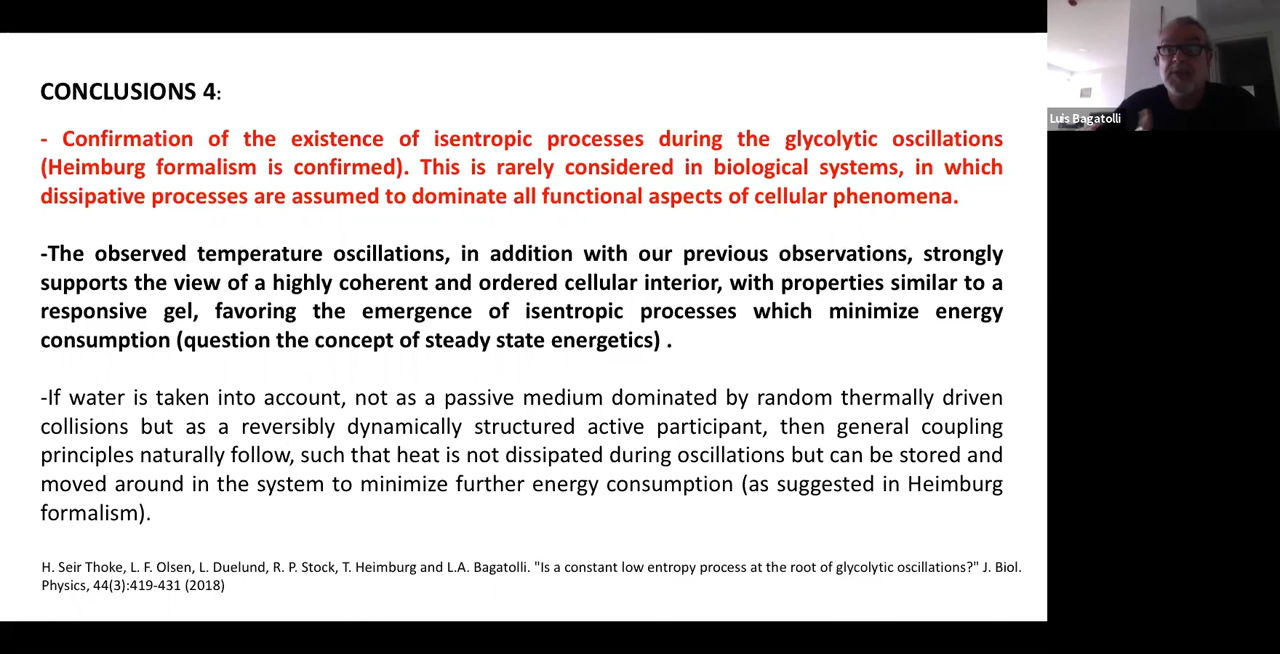 CONCLUSIONS 4:
- Confirmation of the existence of isentropic processes during the glycolytic oscillations
(Heimburg formalism is confirmed). This is rarely considered in biological systems, in which
dissipative processes are assumed to dominate all functional aspects of cellular phenomena.
-The observed temperature oscillations, in addition with our previous observations, strongly
supports the view of a highly coherent and ordered cellular interior, with properties similar to a
responsive gel, favoring the emergence of isentropic processes which minimize energy
consumption (question the concept of steady state energetics) .
-If water is taken into account, not as a passive medium dominated by random thermally driven
collisions but as a reversibly dynamically structured active participant, then general coupling
principles naturally follow, such that heat is not dissipated during oscillations but can be stored and
moved around in the system to minimize further energy consumption (as suggested in Heimburg
formalism).
H. Seir Thoke, L. F. Olsen, L. Duelund, R. P. Stock, T. Heimburg and L.A. Bagatolli. "Is a constant low entropy process at the root of glycolytic oscillations?" J. Biol.
Physics, 44(3):419-431 (2018)
Luis Bagatolli